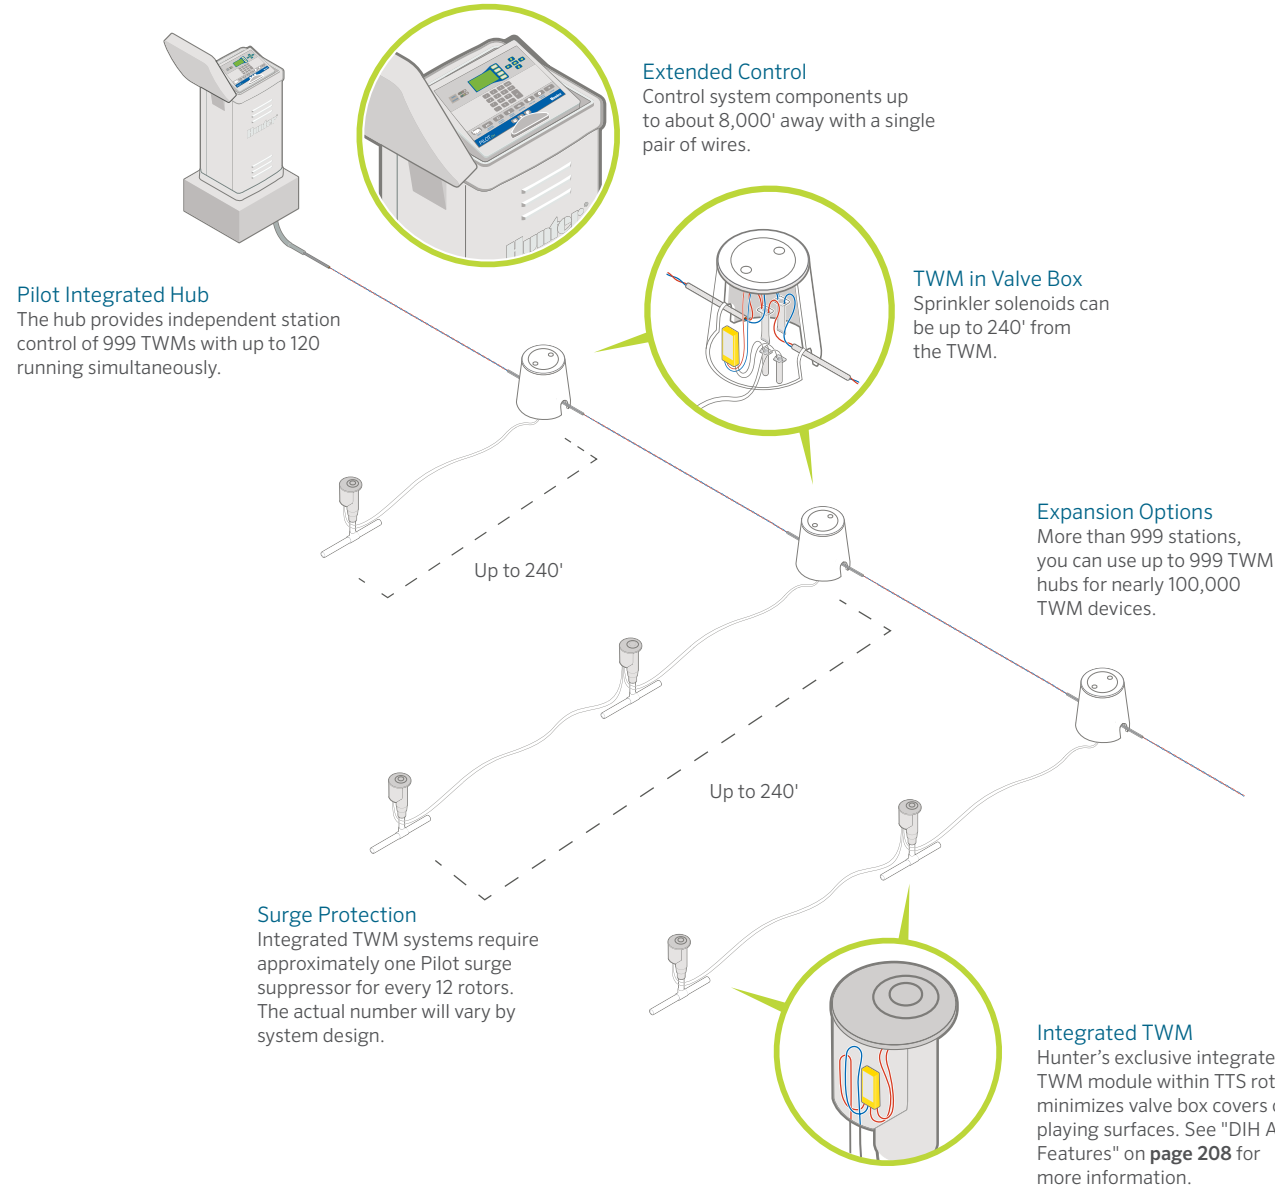 Extended Control
Control system components up
to about 8,000' away with a single
pair of wires.
PILOT
Hunter
Hunter
TWM in Valve Box
Sprinkler solenoids can
be up to 240' from
the TWM.
Pilot Integrated Hub
The hub provides independent station
control of 999 TWMs with up to 120
running simultaneously.
Expansion Options
More than 999 stations,
you can use up to 999 TWM
hubs for nearly 100,000
TWM devices.
Up to 240'
Up to 240'
Surge Protection
Integrated TWM systems require
approximately one Pilot surge
suppressor for every 12 rotors.
The actual number will vary by
system design.
Integrated TWM
Hunter's exclusive integrate
TWM module within TTS rot
minimizes valve box covers
playing surfaces. See "DIH A
Features" on page 208 for
more information.